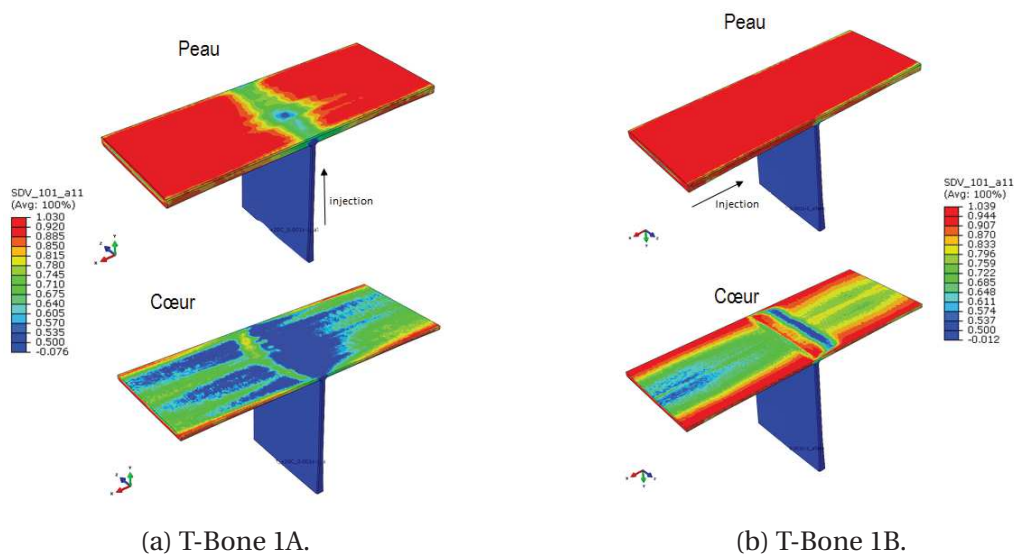 Peau
injection
SDV_101_a11
(Avg: 100%)
1.030
0.920
0.885
0.850
0.815
0.780
0.745
0.710
0.675
0.640
0.605
0.570
0.535
0.500
-0.076
Cœur
(a) T-Bone 1A.
Peau
Injection
SDV_101_a11
(Avg: 100%)
1.039
0.944
0.907
0.870
0.833
0.796
0.759
0.722
0.685
0.648
0.611
0.574
0.537
0.500
-0.012
Cœur
(b) T-Bone 1B.